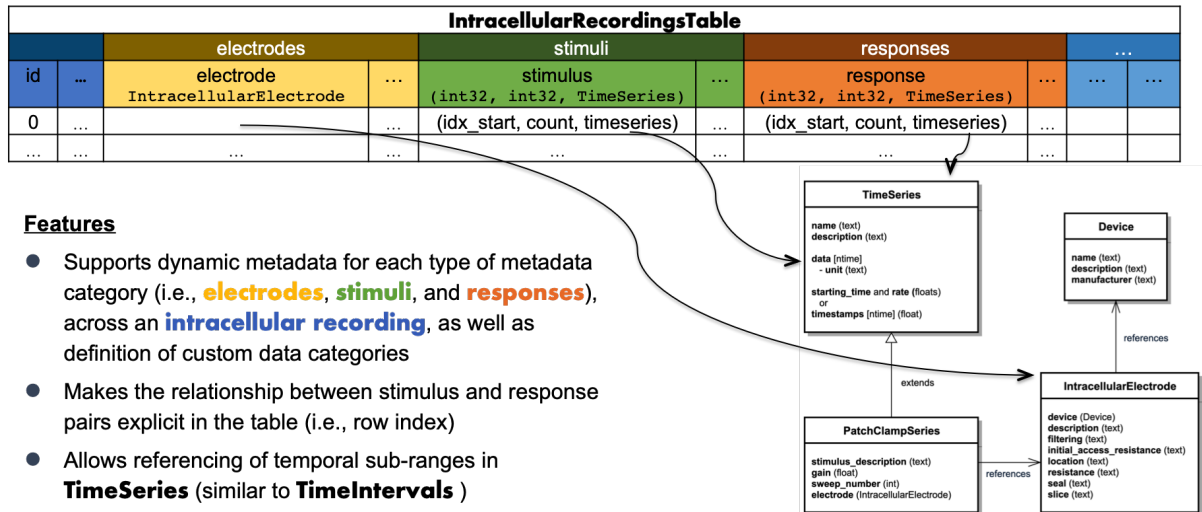 IntracellularRecordingsTable
electrodes stimuli responses ...
id ... electrode ... stimulus ... response ... ... ...
IntracellularElectrode (int32, int32, TimeSeries) (int32, int32, TimeSeries)
0 ... ... (idx_start, count, timeseries) ... (idx_start, count, timeseries) ...
... ... ... ... ... ... ... ...
Features
● Supports dynamic metadata for each type of metadata
category (i.e., electrodes, stimuli, and responses),
across an intracellular recording, as well as
definition of custom data categories
● Makes the relationship between stimulus and response
pairs explicit in the table (i.e., row index)
● Allows referencing of temporal sub-ranges in
TimeSeries (similar to TimeIntervals )
TimeSeries
name (text)
description (text)
data [ntime]
- unit (text)
starting_time and rate (floats)
or
timestamps [ntime] (float)
extends
PatchClampSeries
stimulus_description (text)
gain (float)
sweep_number (int)
electrode (IntracellularElectrode)
references
Device
name (text)
description (text)
manufacturer (text)
references
IntracellularElectrode
device (Device)
description (text)
filtering (text)
initial_access_resistance (text)
location (text)
resistance (text)
seal (text)
slice (text)